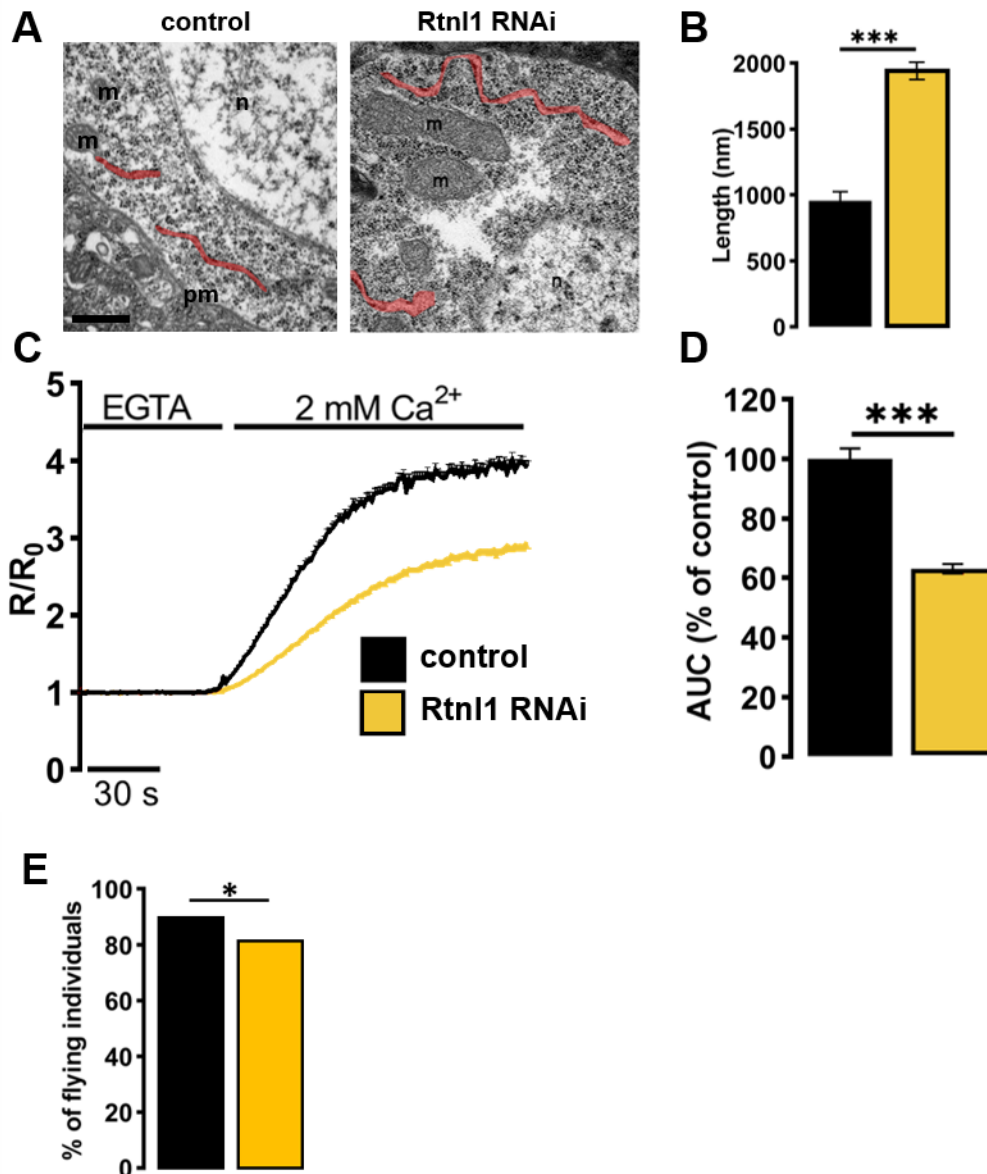 A
control
Rtnl1 RNAi
m
n
m
pm
m
m
n
B
***
Length (nm)
2000
1500
1000
500
0
C
EGTA
2 mM Ca2+
R/R0
5
4
3
2
1
0
30 s
control
Rtnl1 RNAi
D
***
AUC (% of control)
120
100
80
60
40
20
0
E
*
% of flying individuals
100
80
60
40
20
0